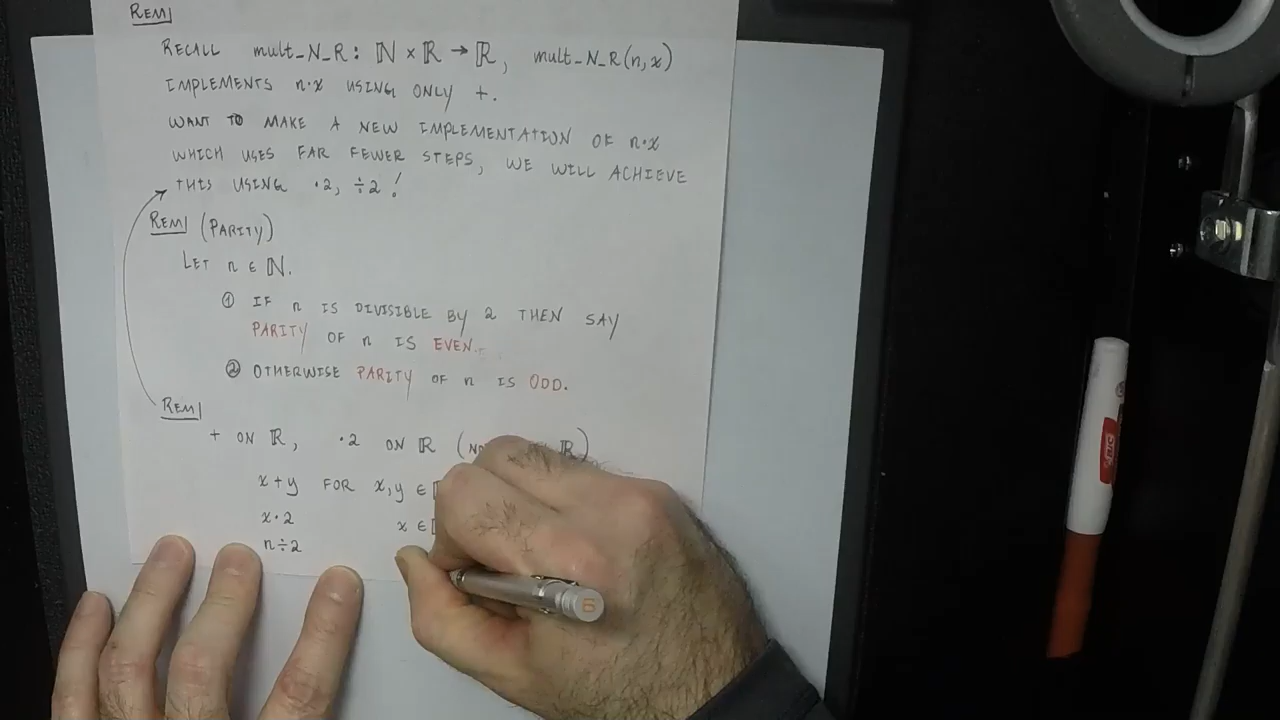 REM
RECALL mult_N_R: ℕ × ℝ → ℝ, mult_N_R(n,x)
IMPLEMENTS n·x USING ONLY +.
WANT TO MAKE A NEW IMPLEMENTATION OF n·x
WHICH USES FAR FEWER STEPS, WE WILL ACHIEVE
THIS USING ·2, ÷2!
REM (PARITY)
LET n ∈ ℕ.
① IF n IS DIVISIBLE BY 2 THEN SAY
PARITY OF n IS EVEN.
② OTHERWISE PARITY OF n IS ODD.
REM
+ ON ℝ, ·2 ON ℝ ( ℝ)
x+y FOR x,y ∈
x·2 x ∈
n÷2
BIC